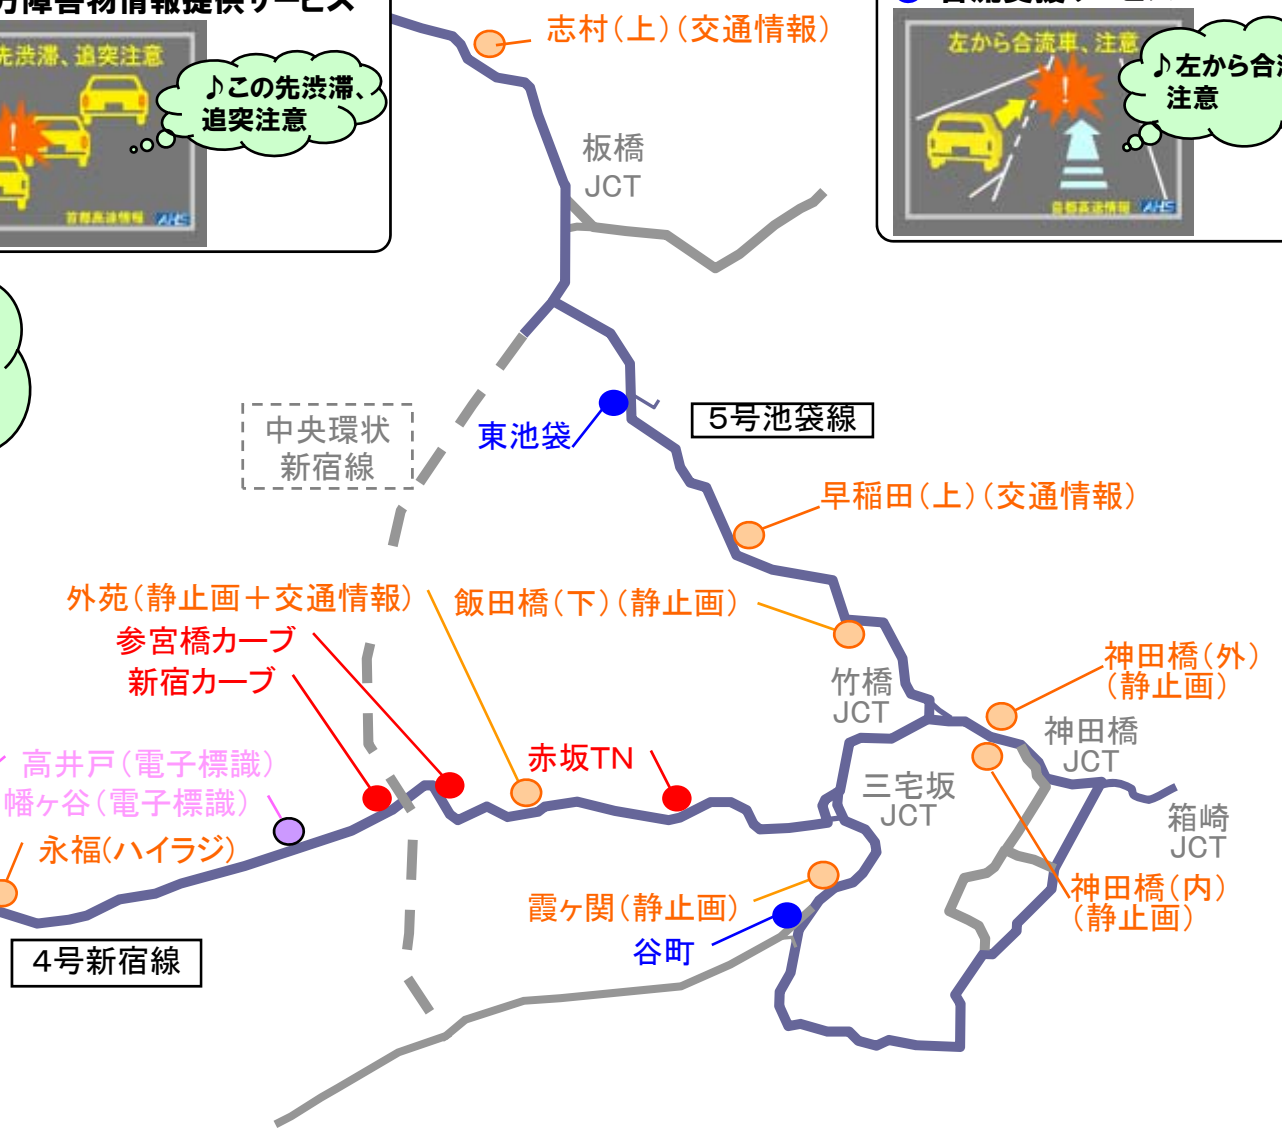 障害物情報提供サービス
先渋滞、追突注意
♪この先渋滞、
追突注意
首都高速情報 AHS
左から合流車、注意
♪左から合流
注意
首都高速情報 AHS
志村(上)(交通情報)
板橋
JCT
中央環状
新宿線
東池袋
5号池袋線
早稲田(上)(交通情報)
外苑(静止画+交通情報)
飯田橋(下)(静止画)
参宮橋カーブ
新宿カーブ
竹橋
JCT
神田橋(外)
(静止画)
神田橋
JCT
赤坂TN
高井戸(電子標識)
幡ヶ谷(電子標識)
三宅坂
JCT
箱崎
JCT
永福(ハイラジ)
霞ヶ関(静止画)
神田橋(内)
(静止画)
谷町
4号新宿線